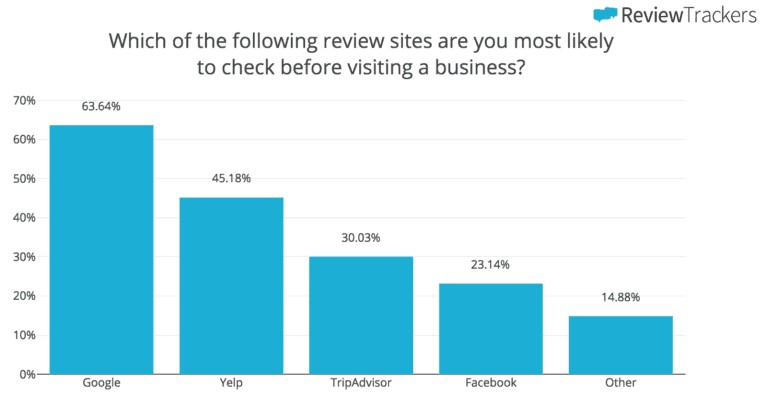 ReviewTrackers
Which of the following review sites are you most likely
to check before visiting a business?
70%
60%
50%
40%
30%
20%
10%
0%
63.64%
45.18%
30.03%
23.14%
14.88%
Google
Yelp
TripAdvisor
Facebook
Other